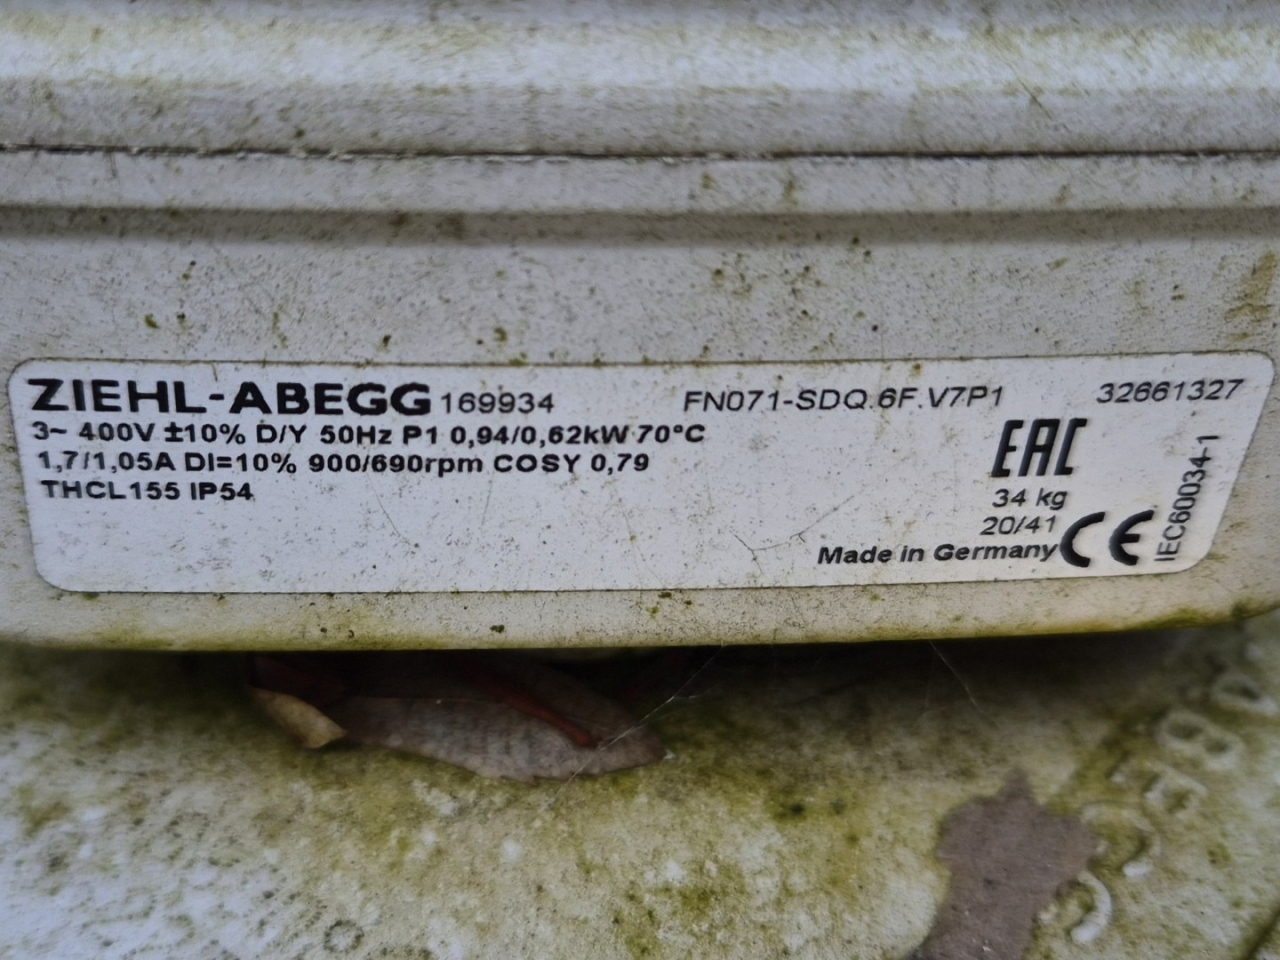 ZIEHL-ABEGG 169934 FN071-SDQ.6F.V7P1 32661327
3~ 400V ±10% D/Y 50Hz P1 0,94/0,62kW 70°C
1,7/1,05A DI=10% 900/690rpm COSY 0,79
THCL155 IP54
EAC
34 kg
20/41
Made in Germany CE
IEC60034-1